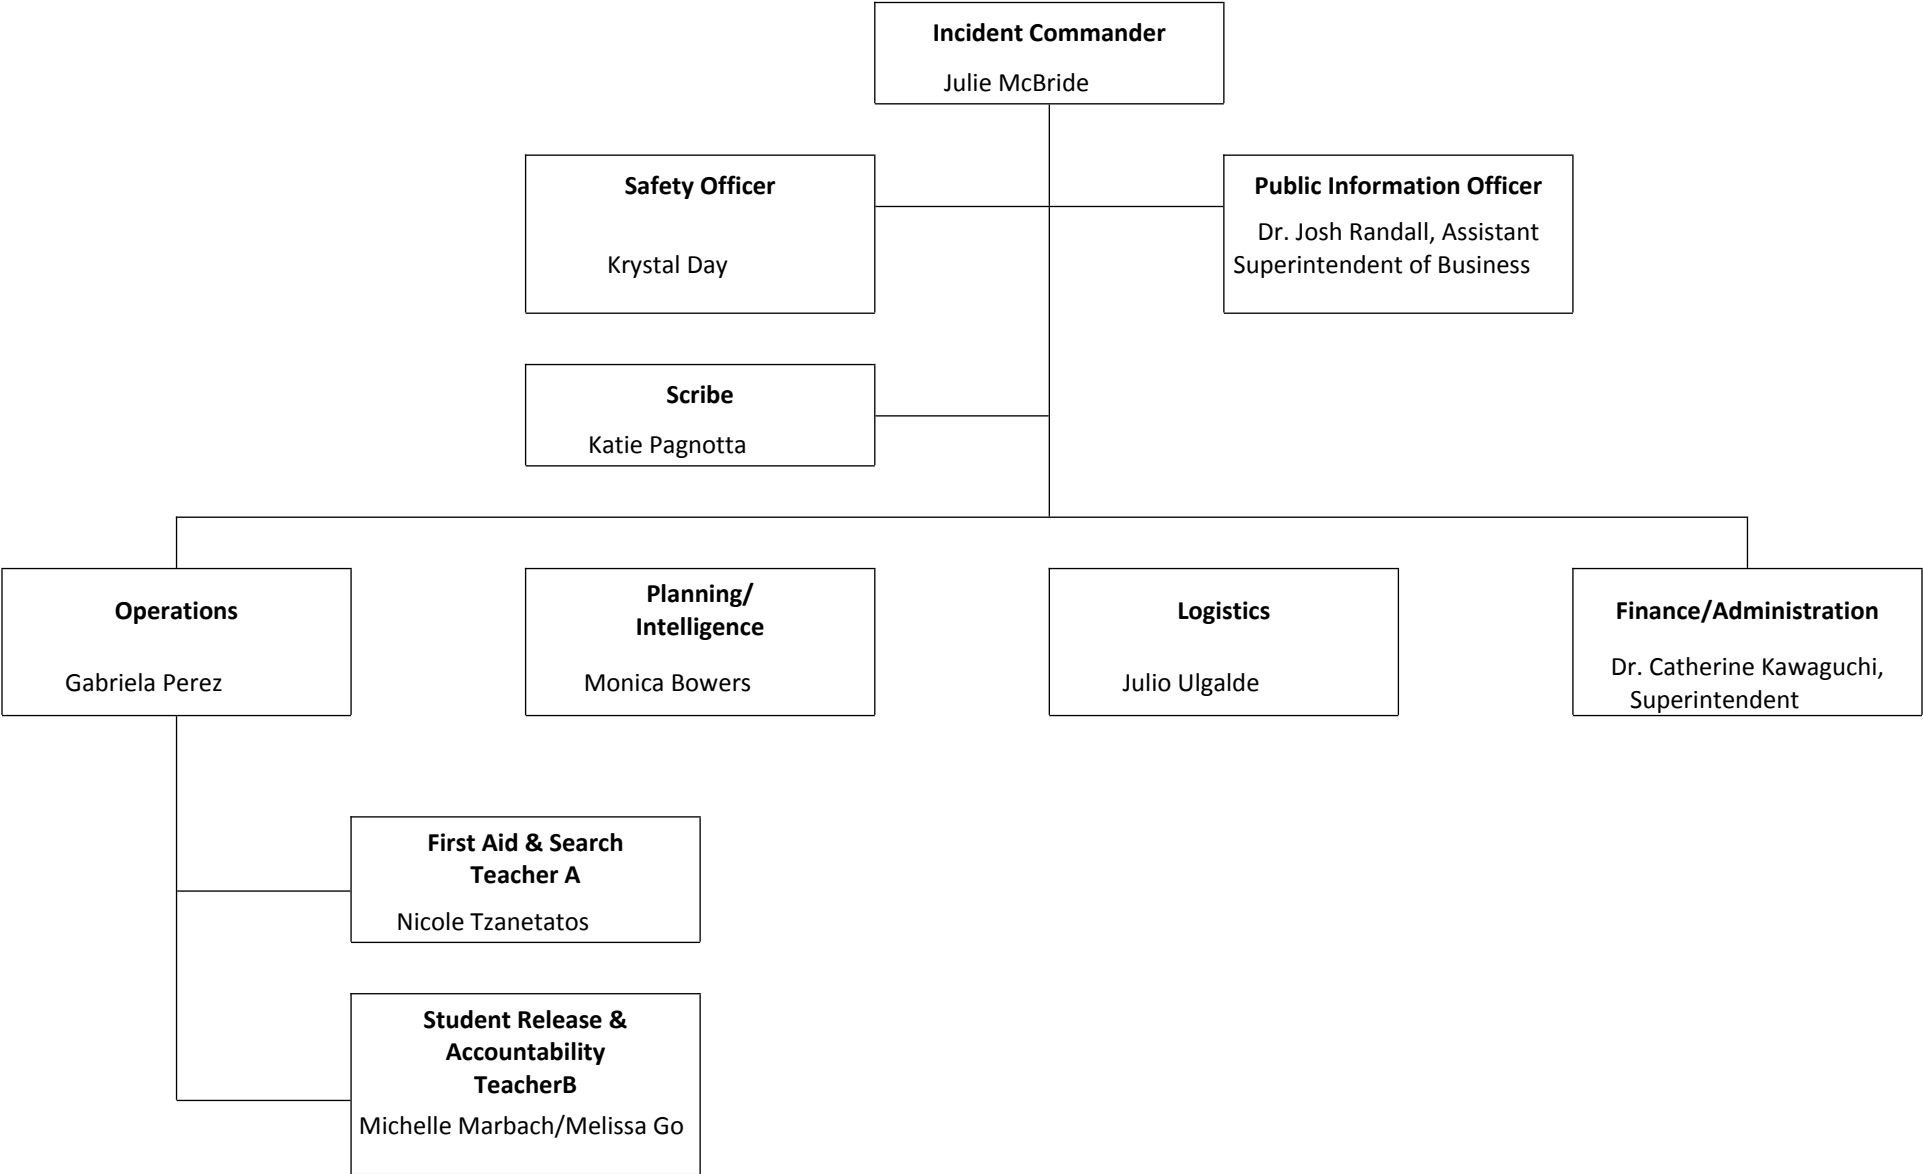 Incident Commander
Julie McBride
Safety Officer
Krystal Day
Public Information Officer
Dr. Josh Randall, Assistant
Superintendent of Business
Scribe
Katie Pagnotta
Operations
Gabriela Perez
Planning/
Intelligence
Monica Bowers
Logistics
Julio Ulgalde
Finance/Administration
Dr. Catherine Kawaguchi,
Superintendent
First Aid & Search
Teacher A
Nicole Tzanetatos
Student Release &
Accountability
TeacherB
Michelle Marbach/Melissa Go